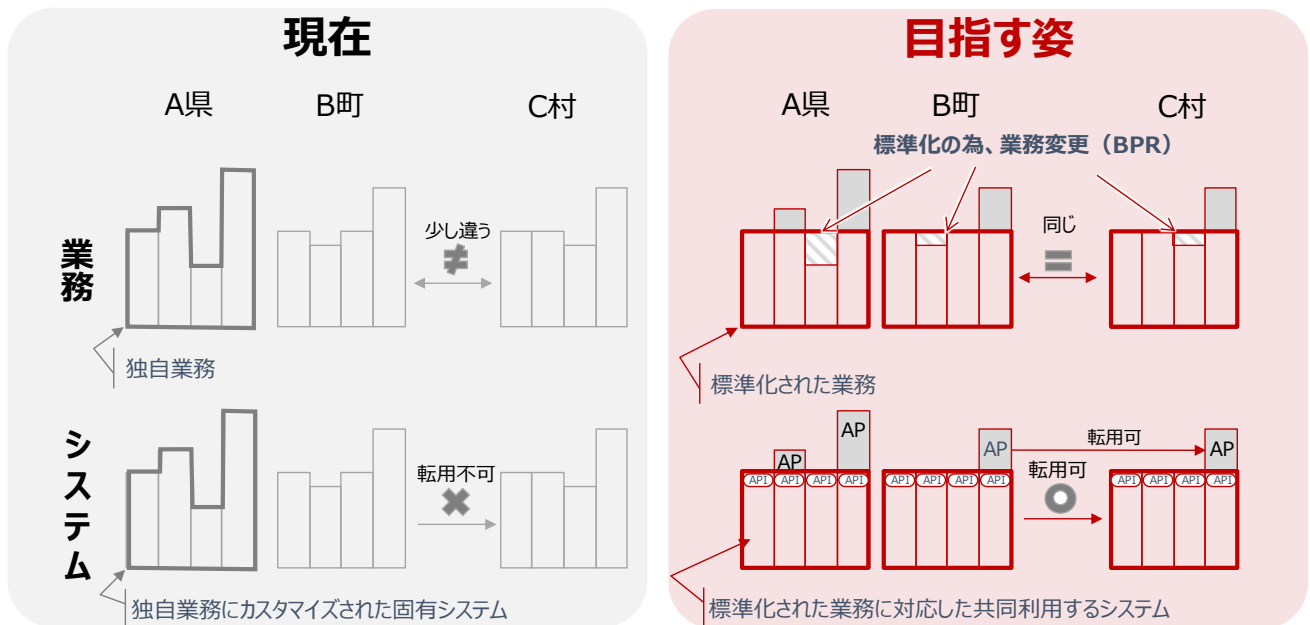 現在
A県
B町
C村
業務
少し違う
≠
独自業務
システム
転用不可
独自業務にカスタマイズされた固有システム
目指す姿
A県
B町
C村
標準化の為、業務変更（BPR）
同じ
＝
標準化された業務
AP
AP
AP
転用可
AP
転用可
API API API API
API API API API
API API API API
標準化された業務に対応した共同利用するシステム